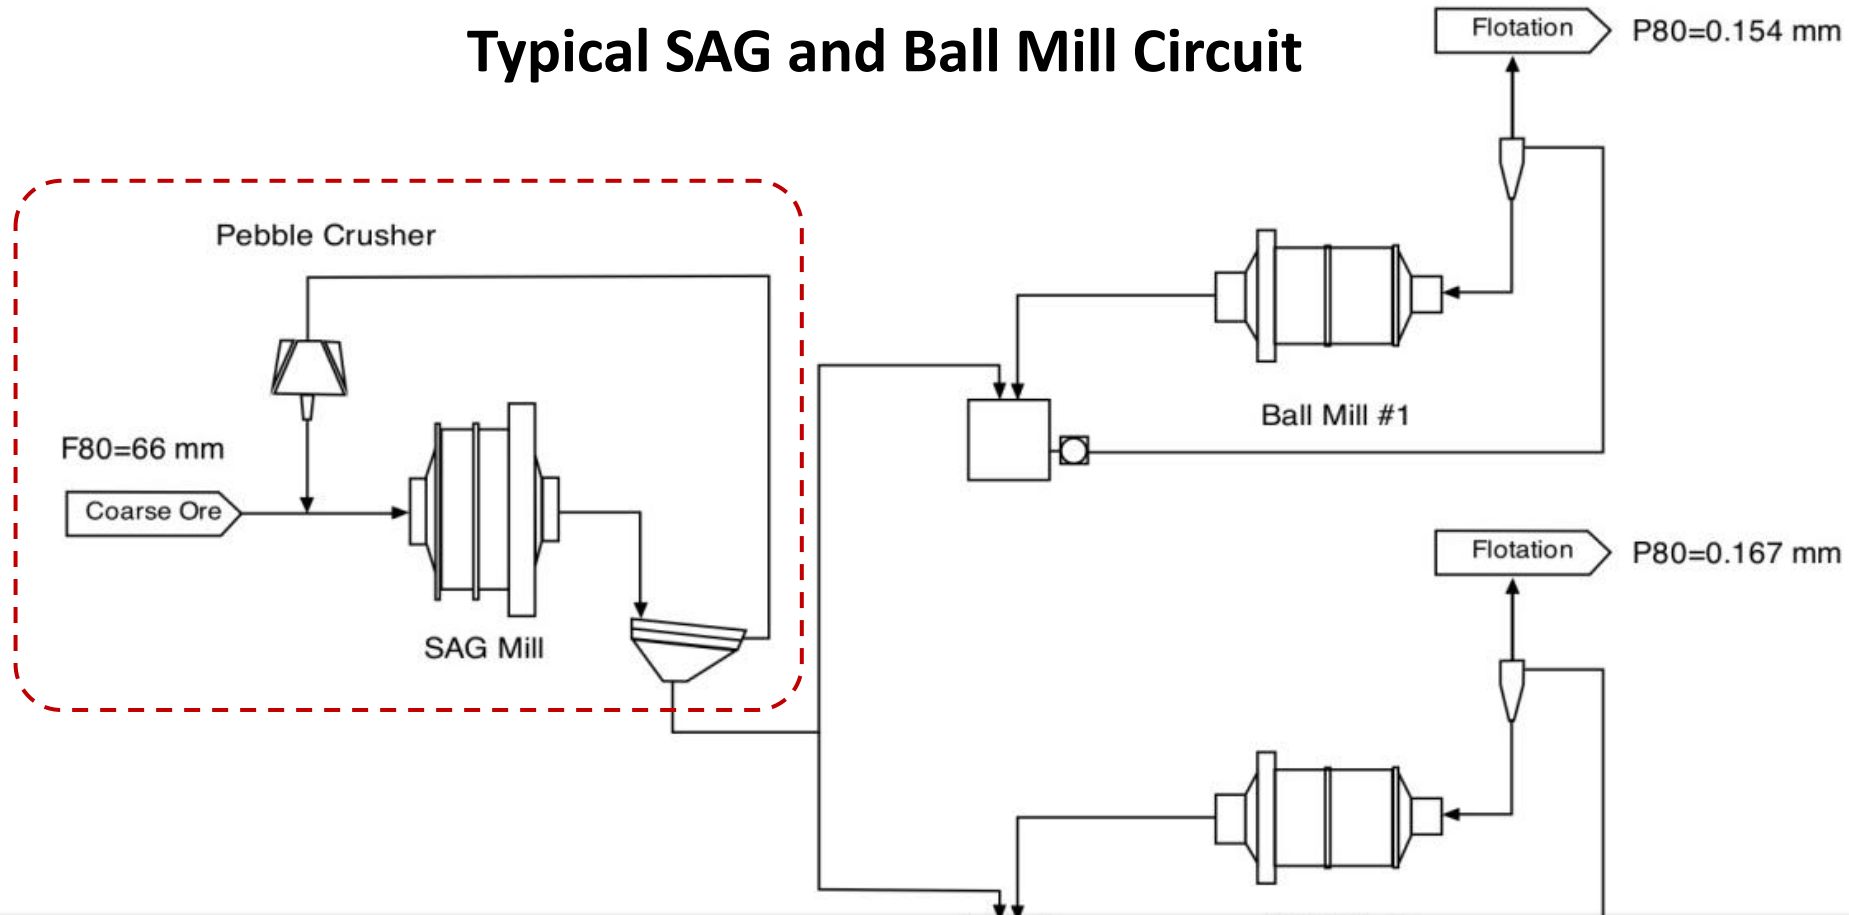 Typical SAG and Ball Mill Circuit
Flotation
P80=0.154 mm
Pebble Crusher
F80=66 mm
Coarse Ore
SAG Mill
Ball Mill #1
Flotation
P80=0.167 mm